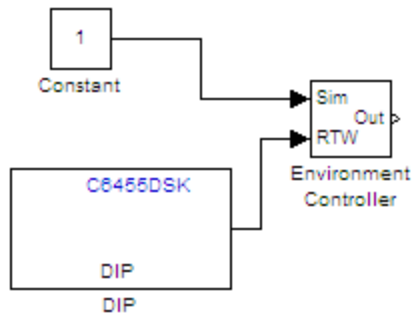 1
Constant
Sim
Out
RTW
Environment
Controller
C6455DSK
DIP
DIP